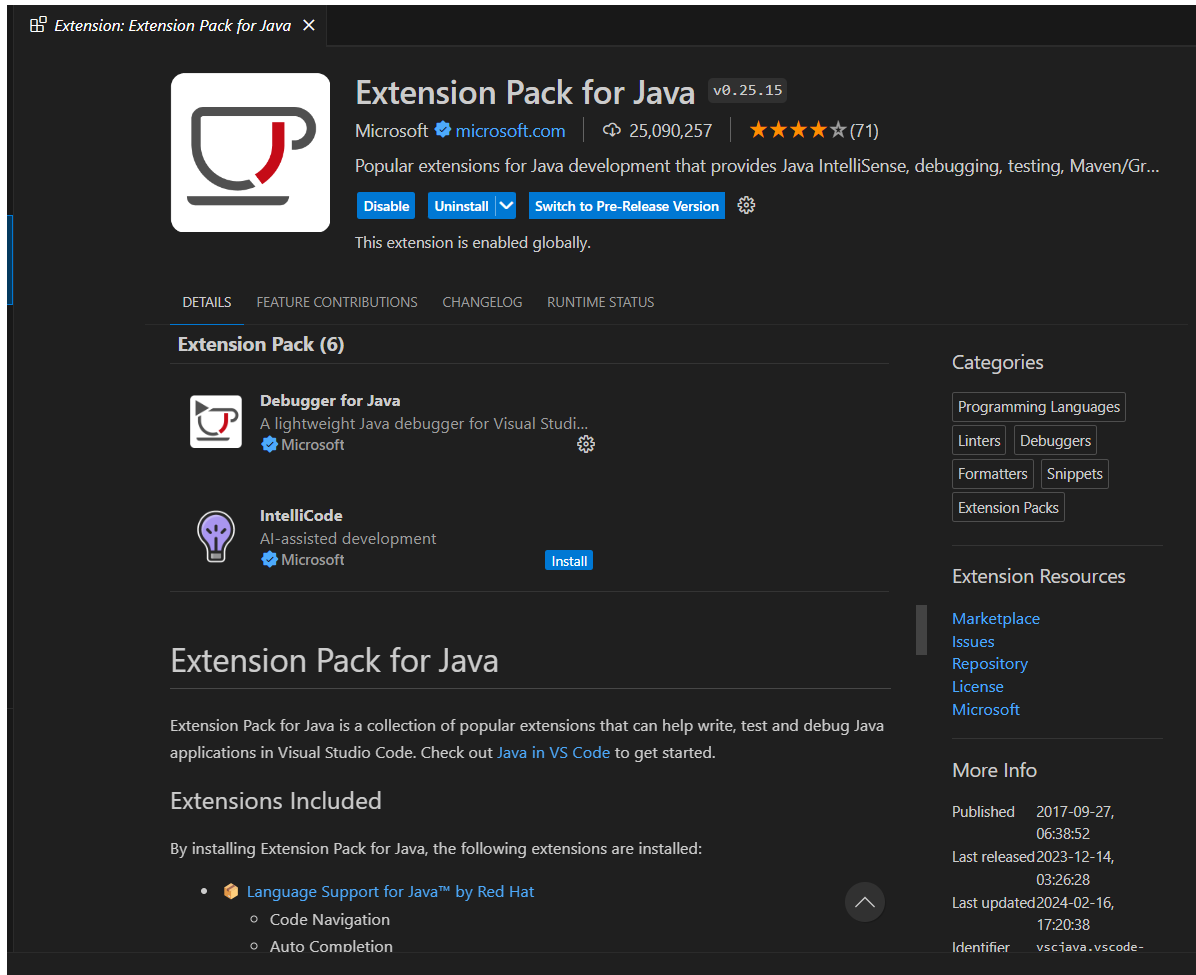 Extension: Extension Pack for Java
Extension Pack for Java v0.25.15
Microsoft microsoft.com 25,090,257 (71)
Popular extensions for Java development that provides Java IntelliSense, debugging, testing, Maven/Gr...
Disable Uninstall Switch to Pre-Release Version
This extension is enabled globally.
DETAILS FEATURE CONTRIBUTIONS CHANGELOG RUNTIME STATUS
Extension Pack (6)
Debugger for Java
A lightweight Java debugger for Visual Studi...
Microsoft
IntelliCode
AI-assisted development
Microsoft
Install
Extension Pack for Java
Extension Pack for Java is a collection of popular extensions that can help write, test and debug Java
applications in Visual Studio Code. Check out Java in VS Code to get started.
Extensions Included
By installing Extension Pack for Java, the following extensions are installed:
• Language Support for Java™ by Red Hat
◦ Code Navigation
◦ Auto Completion
Categories
Programming Languages
Linters Debuggers
Formatters Snippets
Extension Packs
Extension Resources
Marketplace
Issues
Repository
License
Microsoft
More Info
Published 2017-09-27,
06:38:52
Last released 2023-12-14,
03:26:28
Last updated 2024-02-16,
17:20:38
Identifier vscjava.vscode-